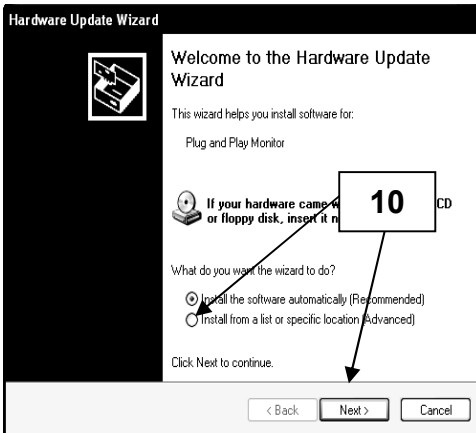 Hardware Update Wizard
Welcome to the Hardware Update
Wizard
This wizard helps you install software for:
Plug and Play Monitor
If your hardware came CD
or floppy disk, insert it
10
What do you want the wizard to do?
Install the software automatically (Recommended)
Install from a list or specific location (Advanced)
Click Next to continue.
< Back Next > Cancel